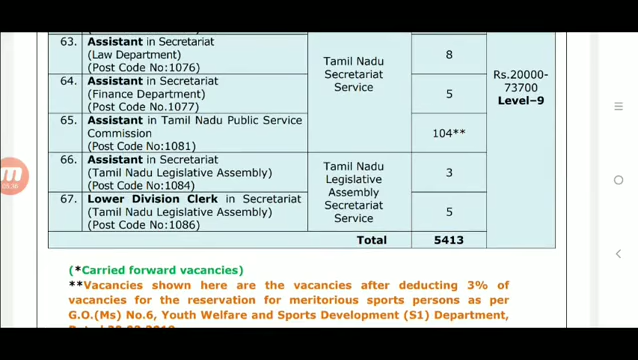 63. Assistant in Secretariat
(Law Department)
(Post Code No:1076)
8
64. Assistant in Secretariat
(Finance Department)
(Post Code No.1077)
5
Tamil Nadu
Secretariat
Service
65. Assistant in Tamil Nadu Public Service
Commission
(Post Code No:1081)
104**
66. Assistant in Secretariat
(Tamil Nadu Legislative Assembly)
(Post Code No:1084)
3
67. Lower Division Clerk in Secretariat
(Tamil Nadu Legislative Assembly)
(Post Code No:1086)
5
Tamil Nadu
Legislative
Assembly
Secretariat
Service
Rs.20000-
73700
Level–9
Total 5413
(*Carried forward vacancies)
**Vacancies shown here are the vacancies after deducting 3% of
vacancies for the reservation for meritorious sports persons as per
G.O.(Ms) No.6, Youth Welfare and Sports Development (S1) Department,
05:36